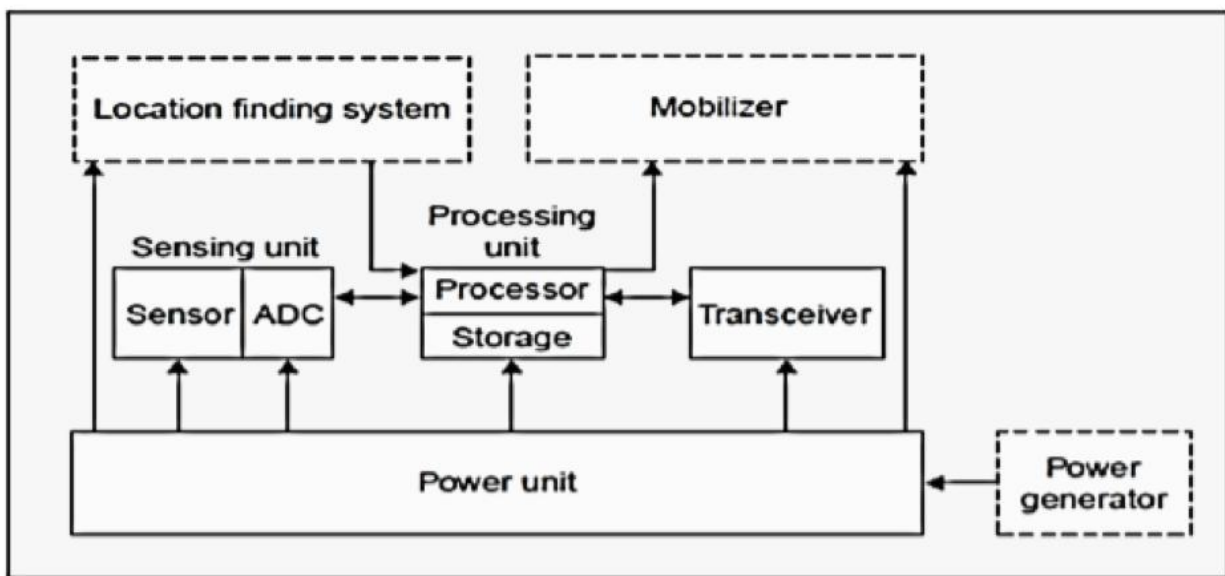 Location finding system
Mobilizer
Processing
unit
Sensing unit
Sensor
ADC
Processor
Storage
Transceiver
Power unit
Power
generator